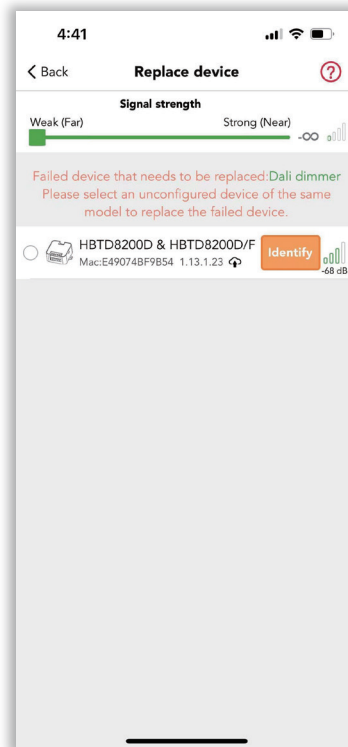 4:41
Back Replace device ?
Signal strength
Weak (Far) Strong (Near)
-∞
Failed device that needs to be replaced:Dali dimmer
Please select an unconfigured device of the same
model to replace the failed device.
HBTD8200D & HBTD8200D/F Identify
Mac:E49074BF9B54 1.13.1.23
-68 dB